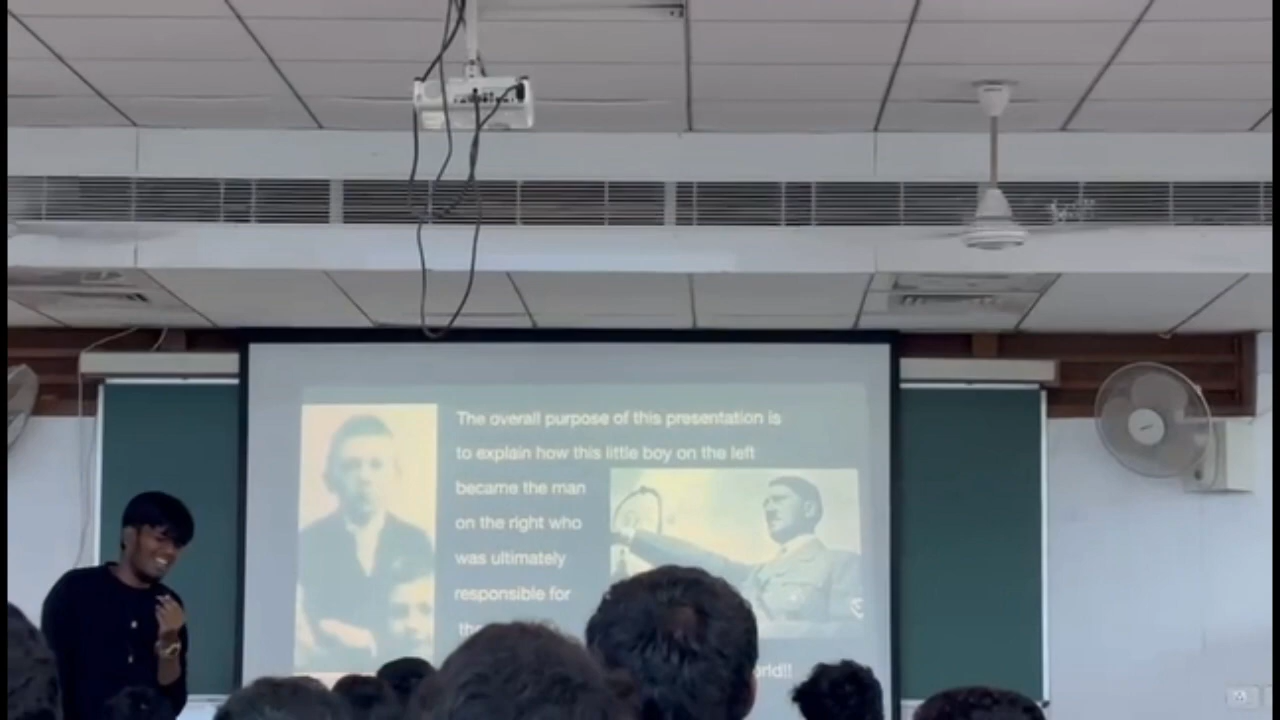 The overall purpose of this presentation is
to explain how this little boy on the left
became the man
on the right who
was ultimately
responsible for